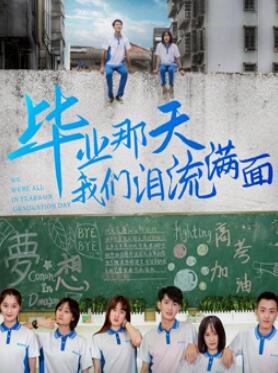 毕业那天
我们泪流满面
WE
WERE ALL
IN TEARS ON
GRADUATION DAY
BYE
BYE
Fighting
高考
加油
夢
想